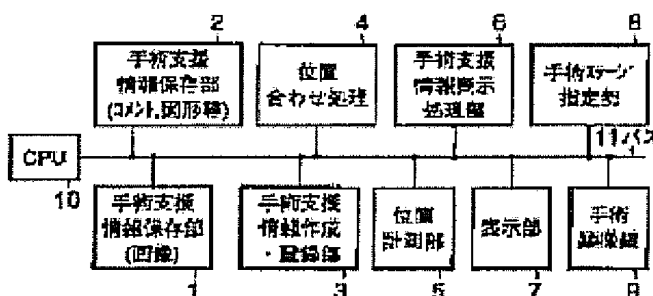 2
4
6
8
手術支援
情報保存部
(コメント,図形等)
位置
合わせ処理
手術支援
情報表示
処理部
手術ステージ
指定部
11バス
CPU
10
手術支援
情報保存部
(画像)
手術支援
情報作成
・登録部
位置
計測部
表示部
手術
顕微鏡
1
3
5
7
9